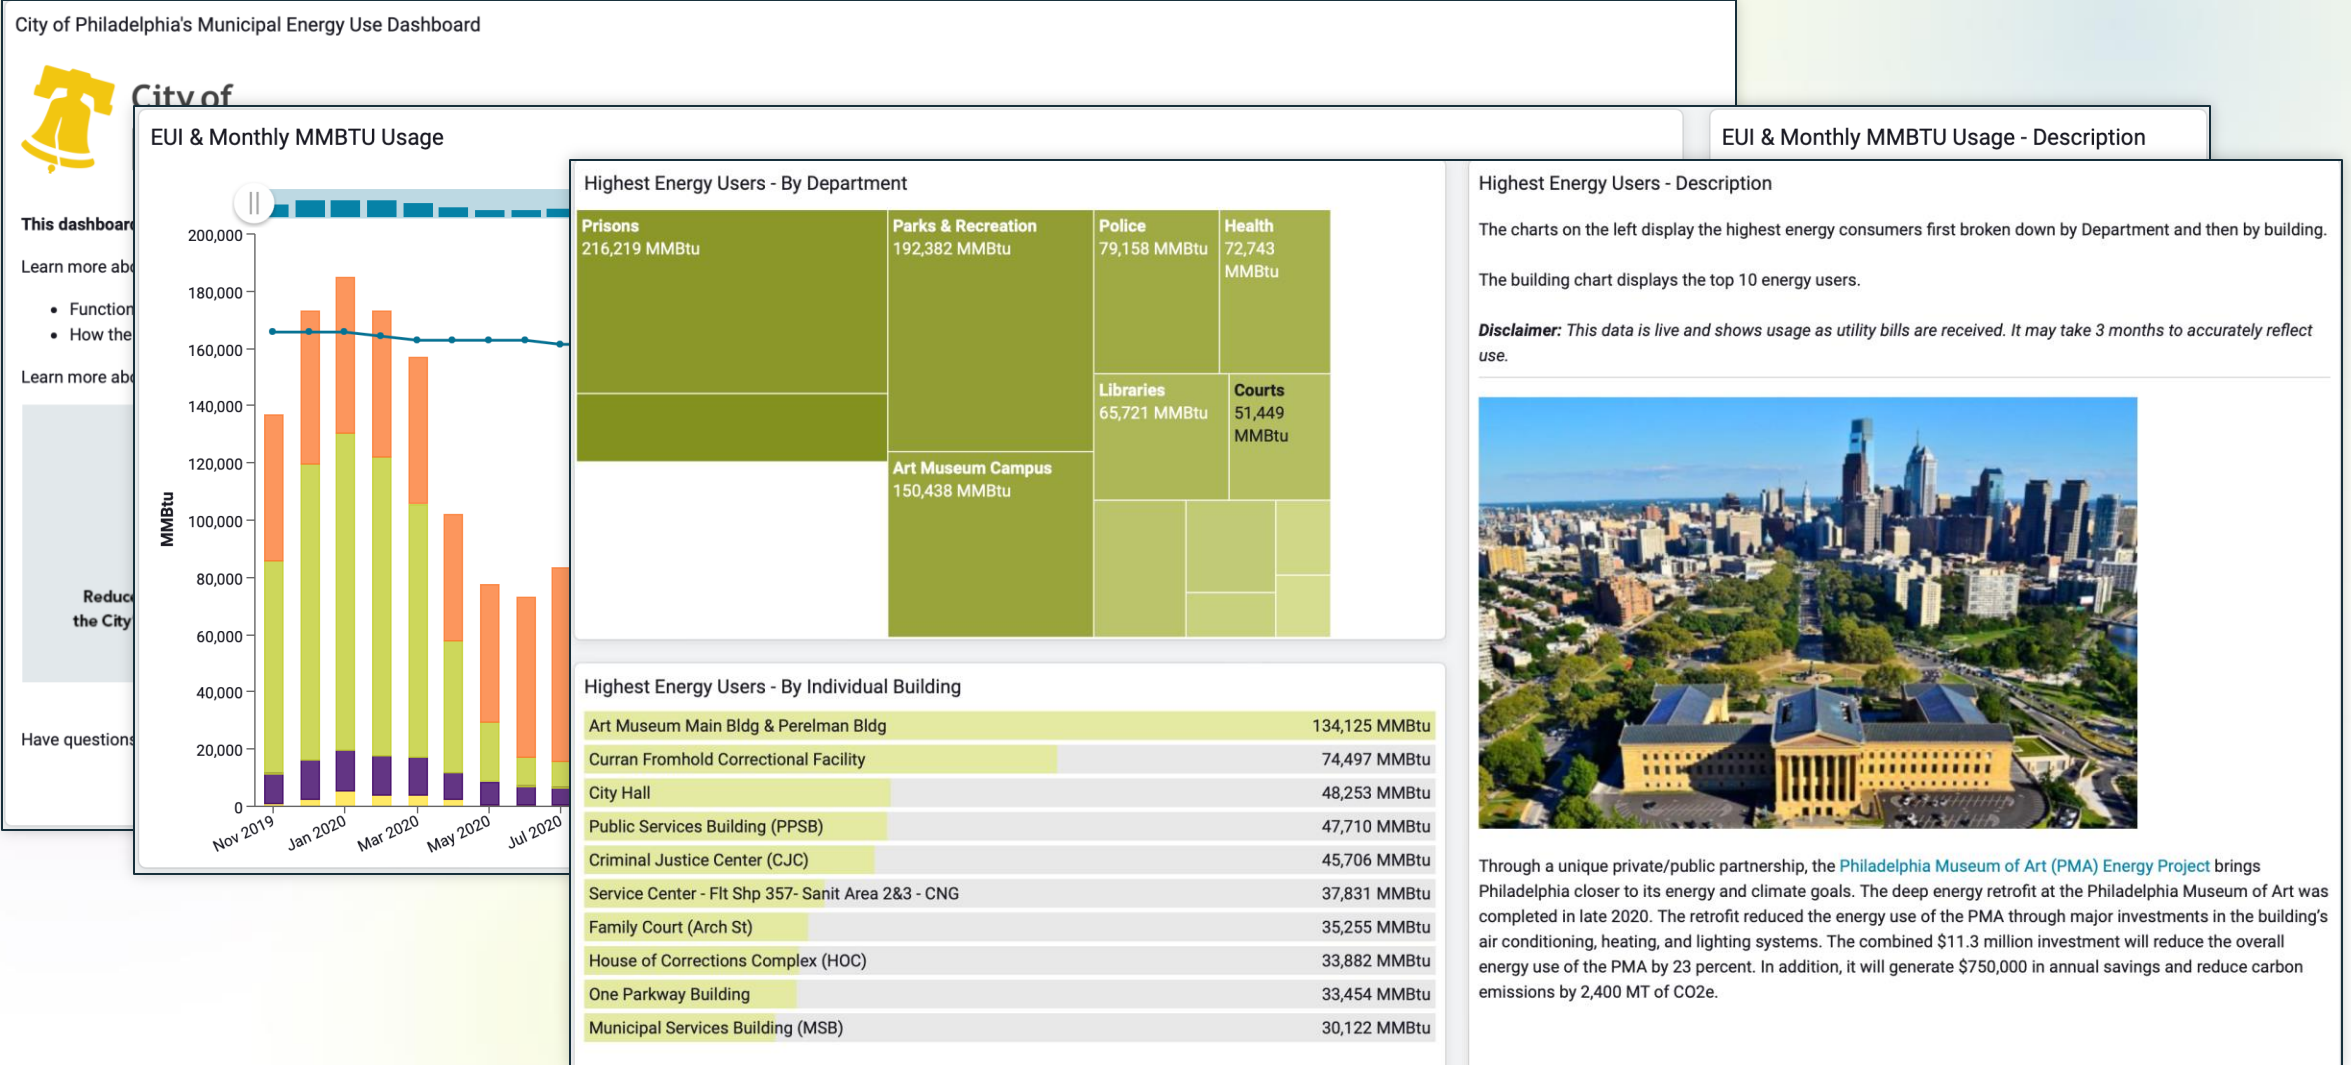 City of Philadelphia's Municipal Energy Use Dashboard
City of
This dashboard
Learn more abo
Function
How the
Learn more abo
Reduce
the City'
Have questions
EUI & Monthly MMBTU Usage
EUI & Monthly MMBTU Usage - Description
200,000
180,000
160,000
140,000
120,000
100,000
80,000
60,000
40,000
20,000
0
MMBtu
Nov 2019
Jan 2020
Mar 2020
May 2020
Jul 2020
Highest Energy Users - By Department
Prisons
216,219 MMBtu
Parks & Recreation
192,382 MMBtu
Police
79,158 MMBtu
Health
72,743
MMBtu
Libraries
65,721 MMBtu
Courts
51,449
MMBtu
Art Museum Campus
150,438 MMBtu
Highest Energy Users - By Individual Building
Art Museum Main Bldg & Perelman Bldg 134,125 MMBtu
Curran Fromhold Correctional Facility 74,497 MMBtu
City Hall 48,253 MMBtu
Public Services Building (PPSB) 47,710 MMBtu
Criminal Justice Center (CJC) 45,706 MMBtu
Service Center - Flt Shp 357- Sanit Area 2&3 - CNG 37,831 MMBtu
Family Court (Arch St) 35,255 MMBtu
House of Corrections Complex (HOC) 33,882 MMBtu
One Parkway Building 33,454 MMBtu
Municipal Services Building (MSB) 30,122 MMBtu
Highest Energy Users - Description
The charts on the left display the highest energy consumers first broken down by Department and then by building.
The building chart displays the top 10 energy users.
Disclaimer: This data is live and shows usage as utility bills are received. It may take 3 months to accurately reflect
use.
Through a unique private/public partnership, the Philadelphia Museum of Art (PMA) Energy Project brings
Philadelphia closer to its energy and climate goals. The deep energy retrofit at the Philadelphia Museum of Art was
completed in late 2020. The retrofit reduced the energy use of the PMA through major investments in the building's
air conditioning, heating, and lighting systems. The combined $11.3 million investment will reduce the overall
energy use of the PMA by 23 percent. In addition, it will generate $750,000 in annual savings and reduce carbon
emissions by 2,400 MT of CO2e.